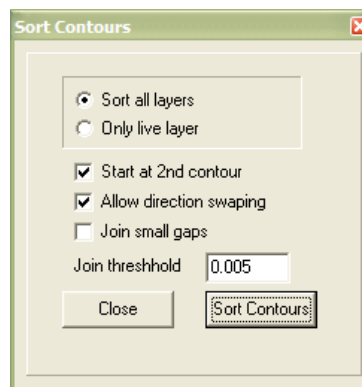 Sort Contours
Sort all layers
Only live layer
Start at 2nd contour
Allow direction swaping
Join small gaps
Join threshhold 0.005
Close Sort Contours